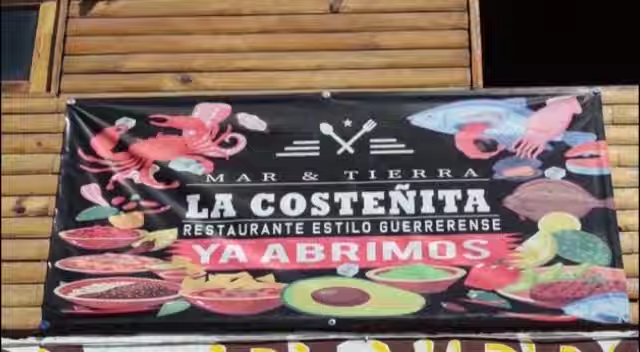 MAR & TIERRA
LA COSTEÑITA
RESTAURANTE ESTILO GUERRERENSE
YA ABRIMOS